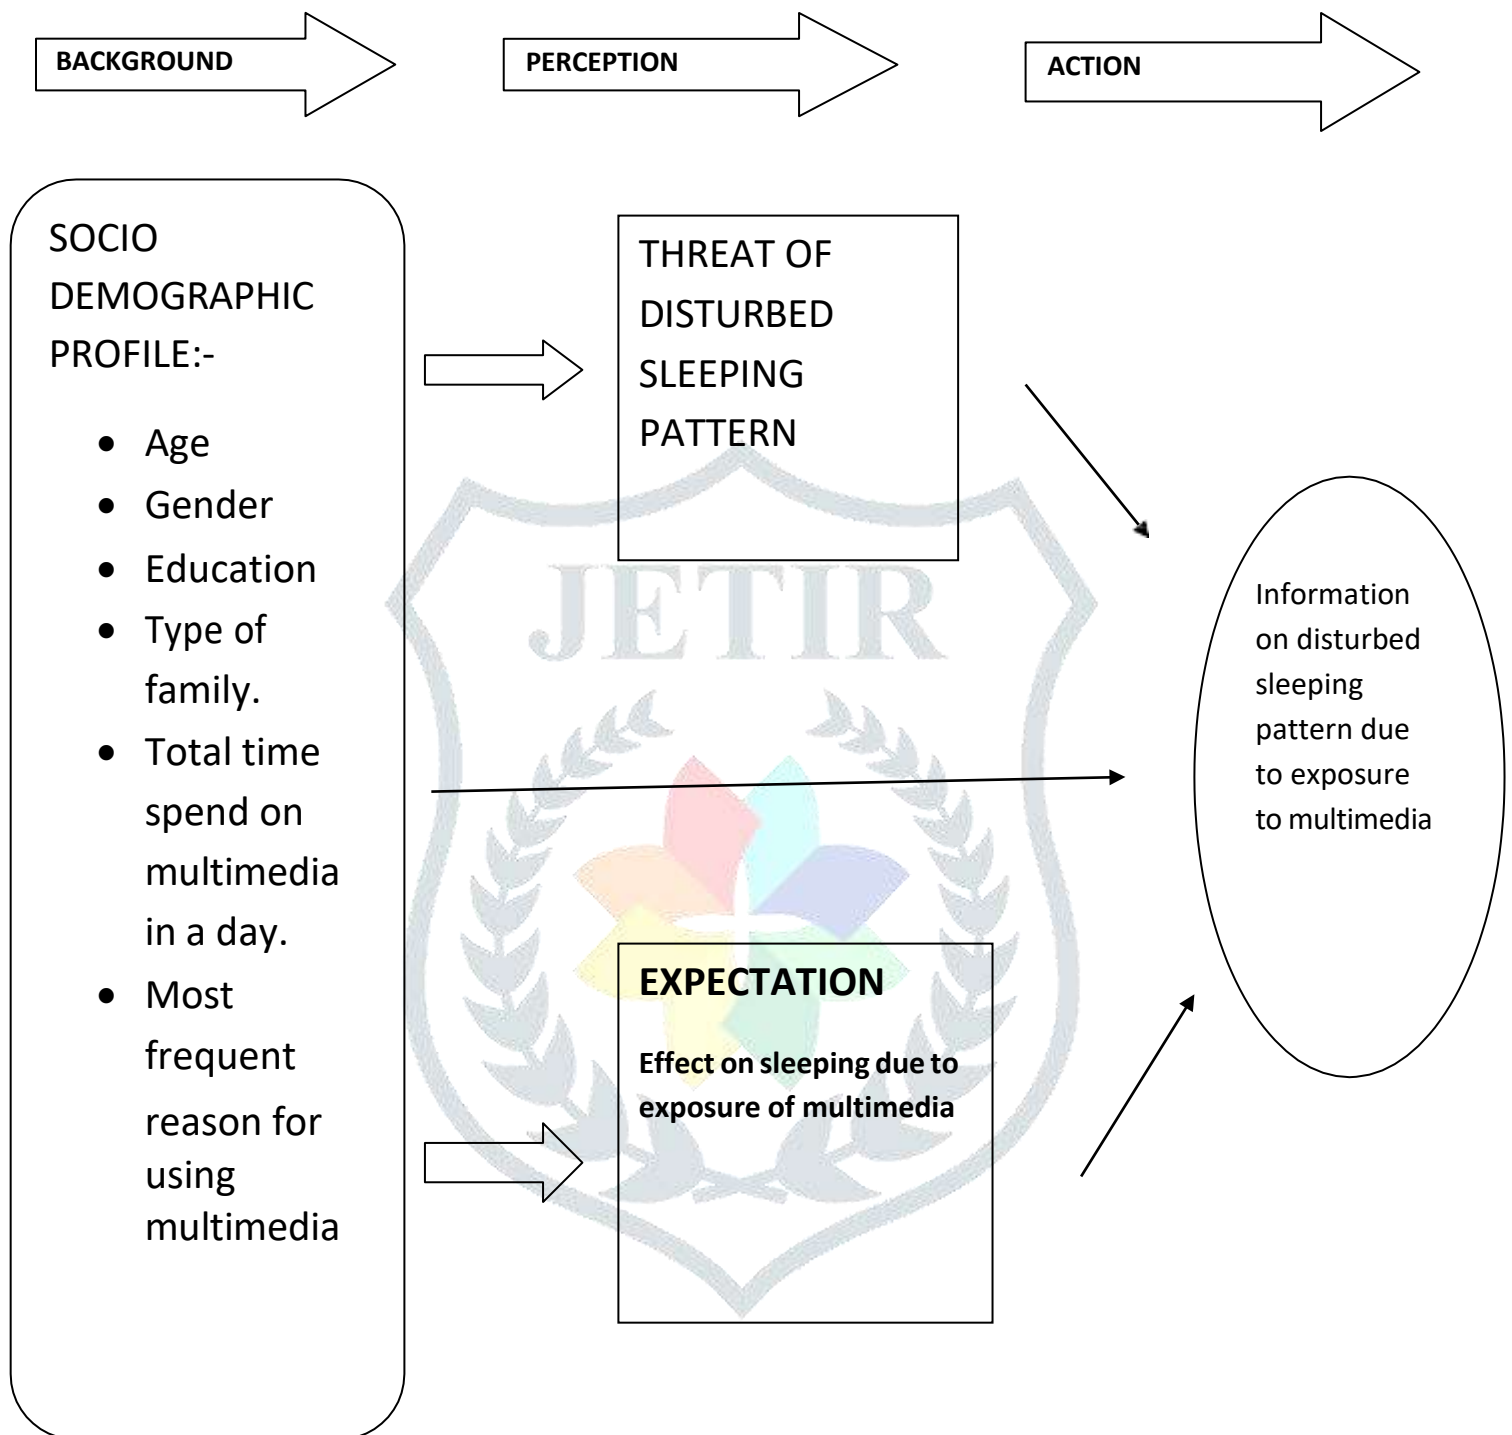 BACKGROUND
PERCEPTION
ACTION
SOCIO
DEMOGRAPHIC
PROFILE:-
• Age
• Gender
• Education
• Type of
family.
• Total time
spend on
multimedia
in a day.
• Most
frequent
reason for
using
multimedia
THREAT OF
DISTURBED
SLEEPING
PATTERN
JETIR
EXPECTATION
Effect on sleeping due to
exposure of multimedia
Information
on disturbed
sleeping
pattern due
to exposure
to multimedia